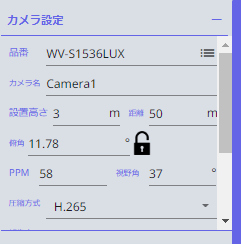 カメラ設定
品番 WV-S1536LUX
カメラ名 Camera1
設置高さ 3 m 距離 50 m
俯角 11.78 °
PPM 58 視野角 37 °
圧縮方式 H.265